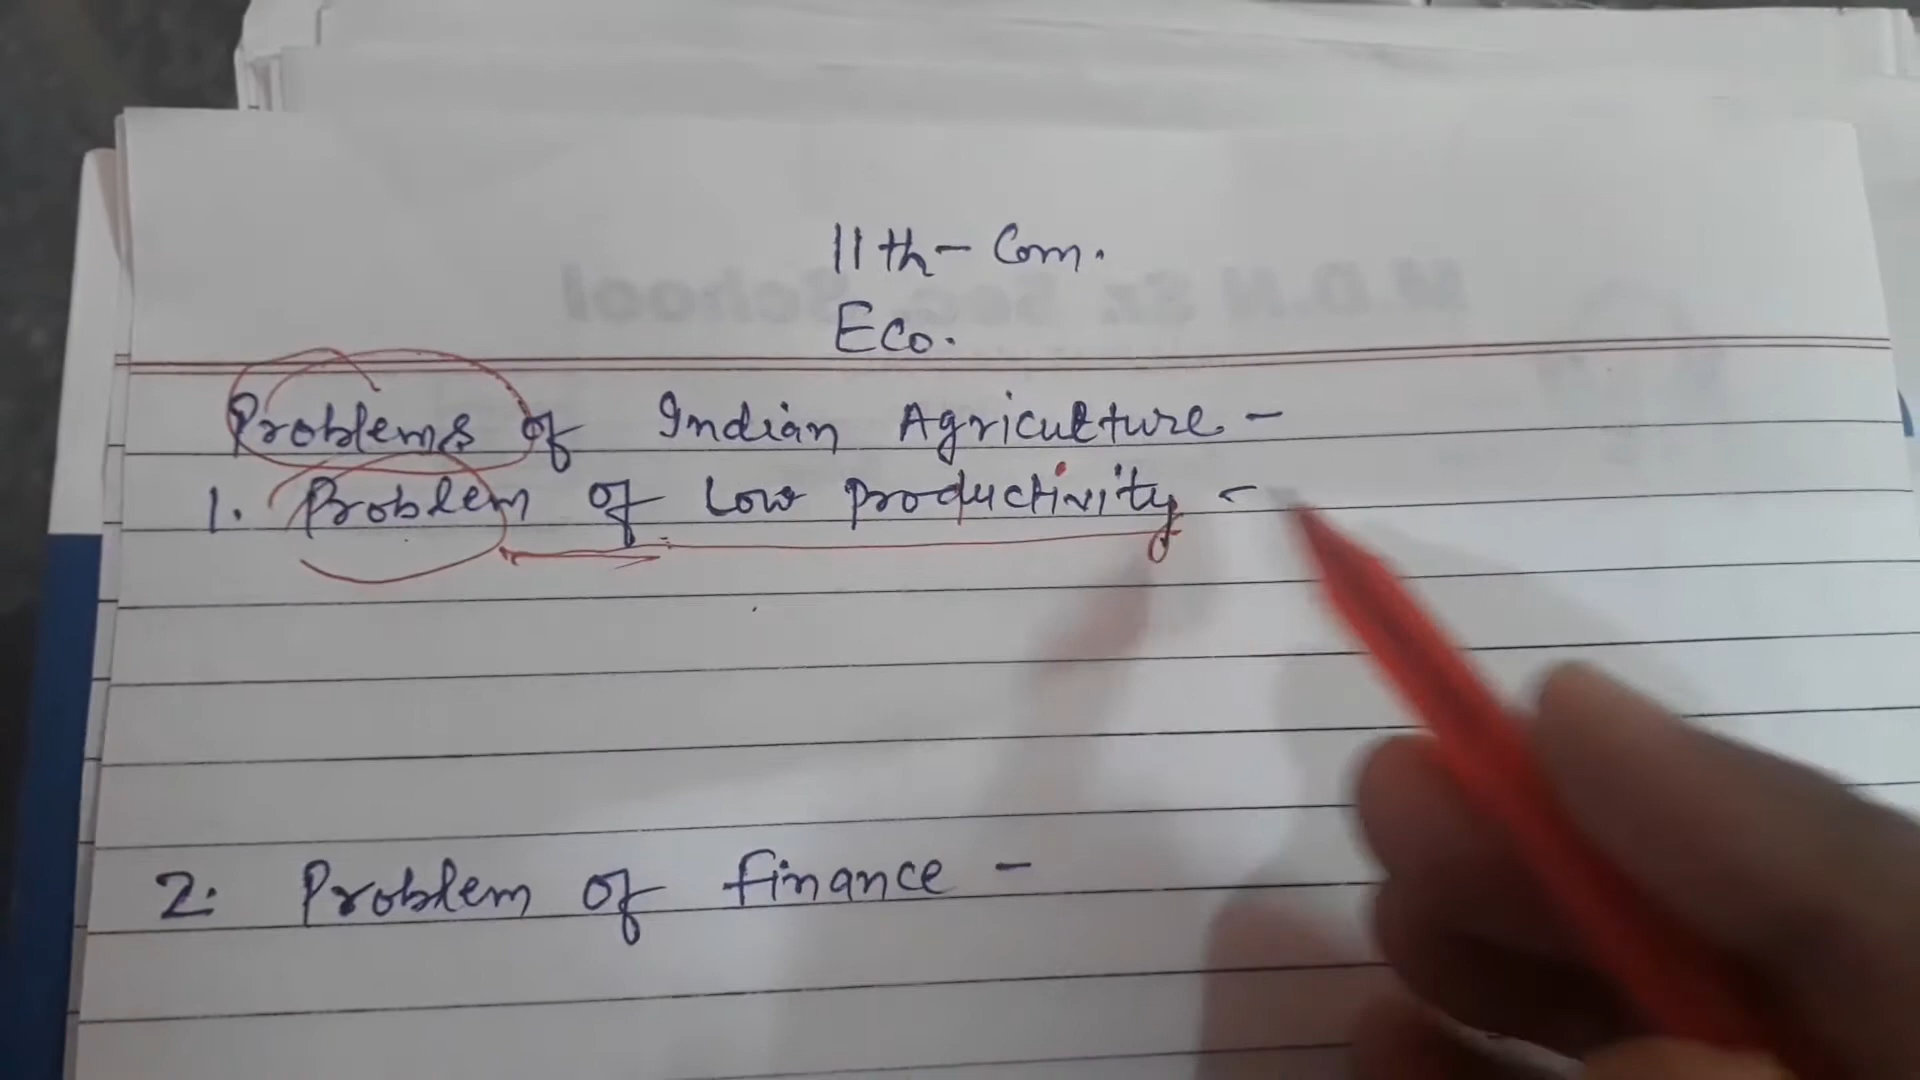 11th - Com.
Eco.
Problems of Indian Agriculture -
1. Problem of Low Productivity -
2. Problem of finance -